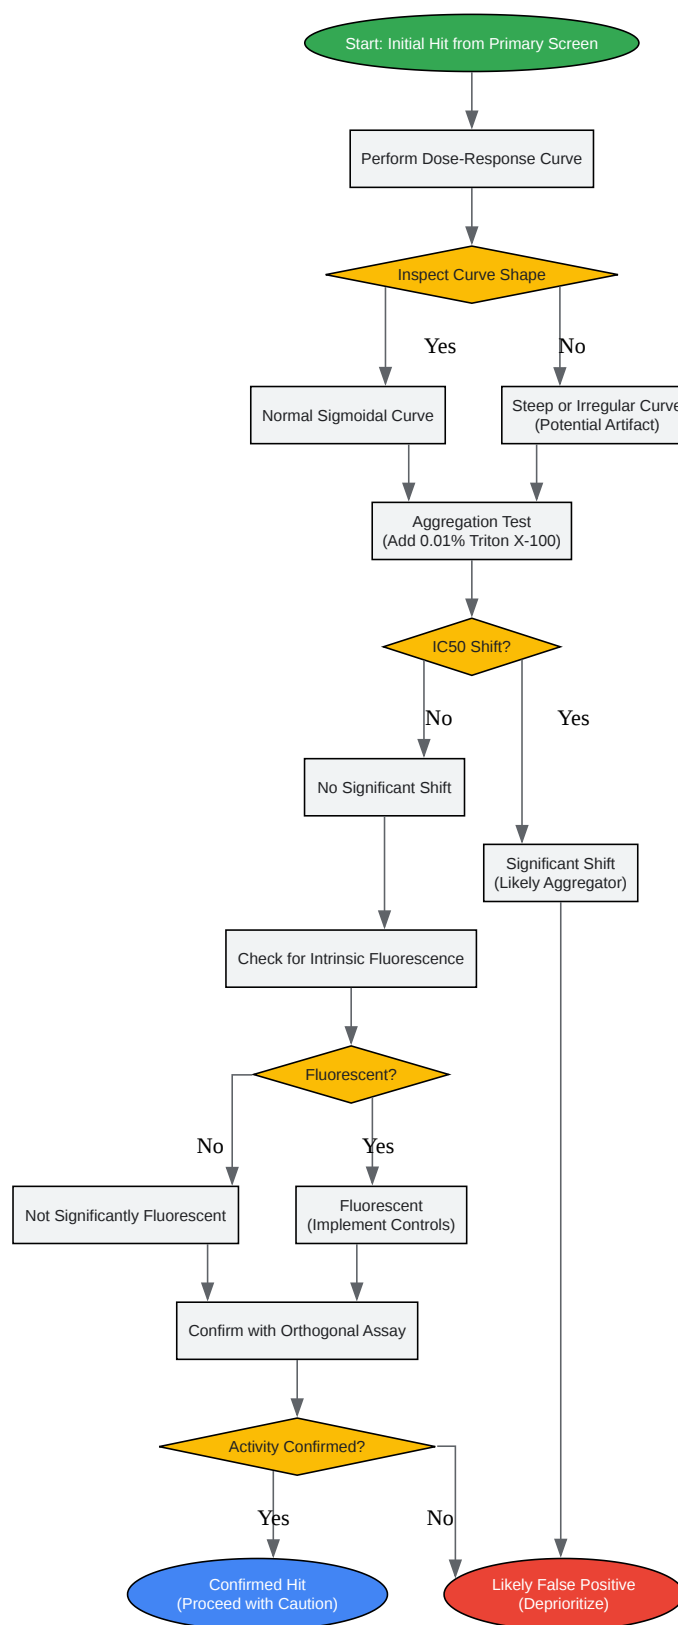 Start: Initial Hit from Primary Screen
Perform Dose-Response Curve
Inspect Curve Shape
Yes
No
Normal Sigmoidal Curve
Steep or Irregular Curve
(Potential Artifact)
Aggregation Test
(Add 0.01% Triton X-100)
IC50 Shift?
No
Yes
No Significant Shift
Significant Shift
(Likely Aggregator)
Check for Intrinsic Fluorescence
Fluorescent?
No
Yes
Not Significantly Fluorescent
Fluorescent
(Implement Controls)
Confirm with Orthogonal Assay
Activity Confirmed?
Yes
No
Confirmed Hit
(Proceed with Caution)
Likely False Positive
(Deprioritize)